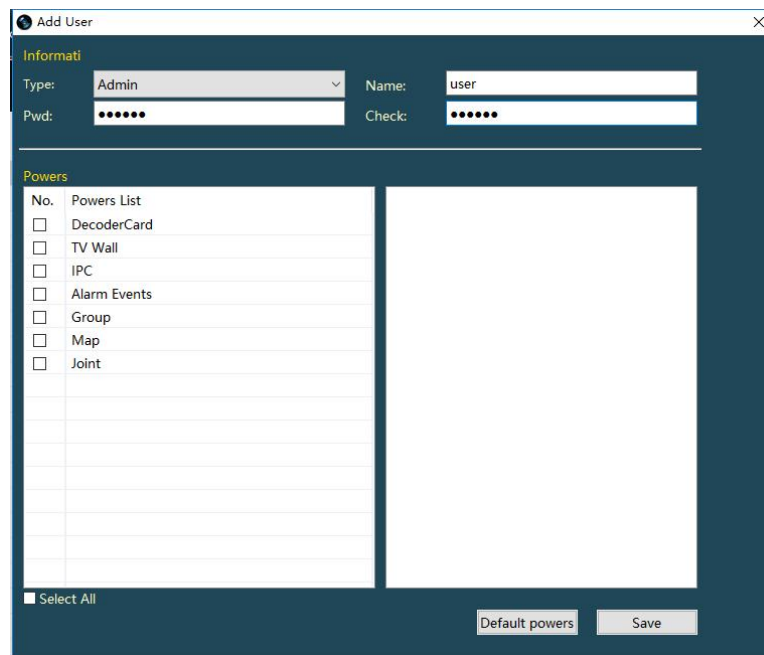 Add User
Informati
Type: Admin Name: user
Pwd: ●●●●●● Check: ●●●●●●
Powers
No. Powers List
DecoderCard
TV Wall
IPC
Alarm Events
Group
Map
Joint
Select All
Default powers Save